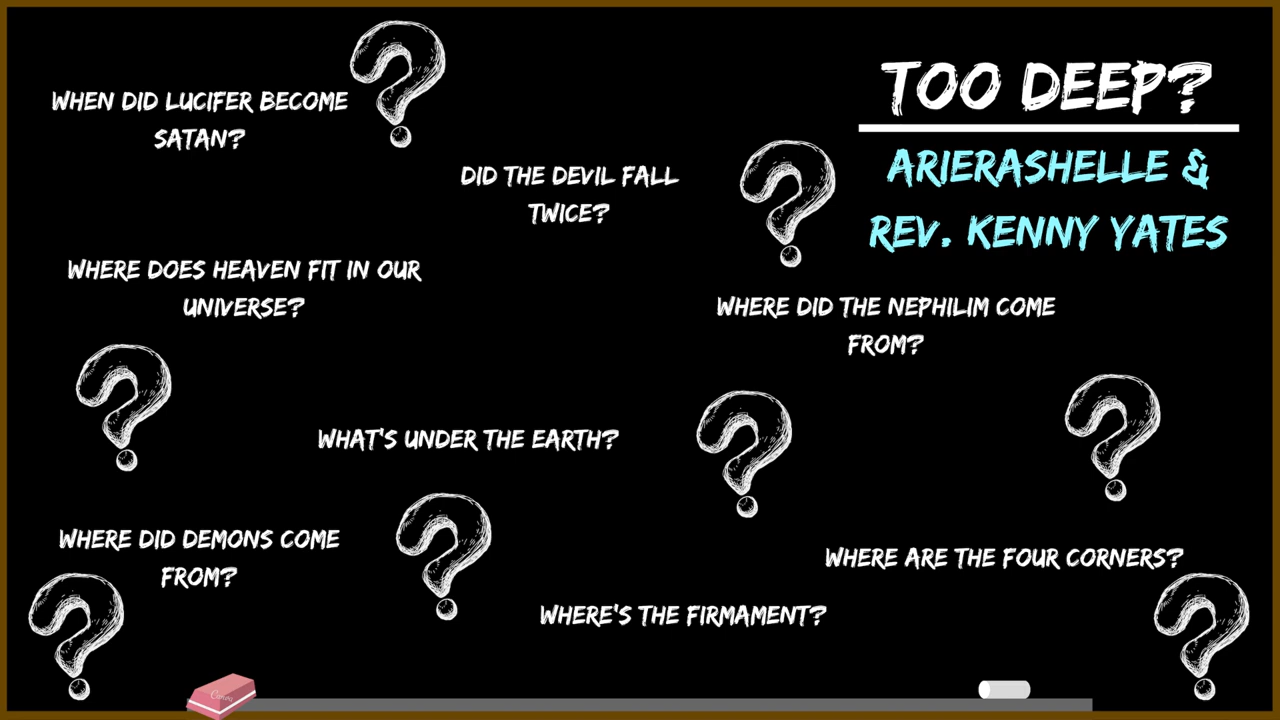 TOO DEEP?
ARIERASHELLE &
REV. KENNY YATES
WHEN DID LUCIFER BECOME
SATAN?
DID THE DEVIL FALL
TWICE?
WHERE DOES HEAVEN FIT IN OUR
UNIVERSE?
WHERE DID THE NEPHILIM COME
FROM?
WHAT'S UNDER THE EARTH?
WHERE DID DEMONS COME
FROM?
WHERE ARE THE FOUR CORNERS?
WHERE'S THE FIRMAMENT?
Canva